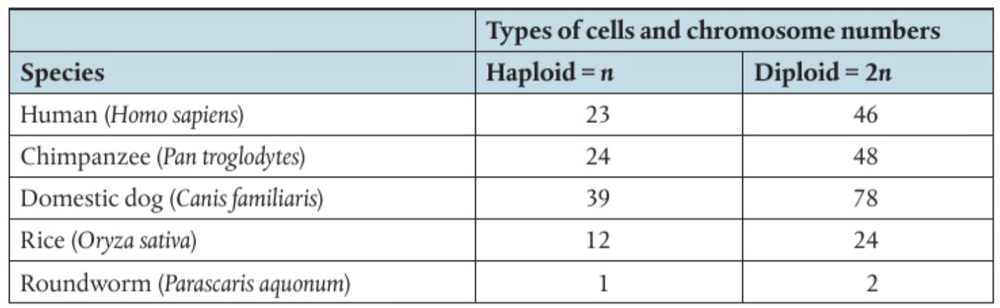 Types of cells and chromosome numbers
Species Haploid = n Diploid = 2n
Human (Homo sapiens) 23 46
Chimpanzee (Pan troglodytes) 24 48
Domestic dog (Canis familiaris) 39 78
Rice (Oryza sativa) 12 24
Roundworm (Parascaris aquonum) 1 2